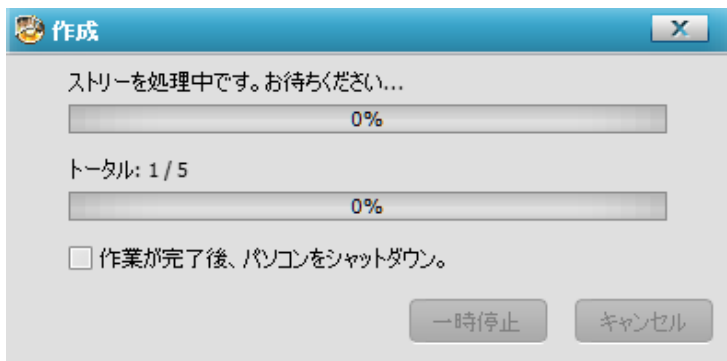 作成
ストリーを処理中です。お待ちください...
0%
トータル: 1 / 5
0%
作業が完了後、パソコンをシャットダウン。
一時停止
キャンセル